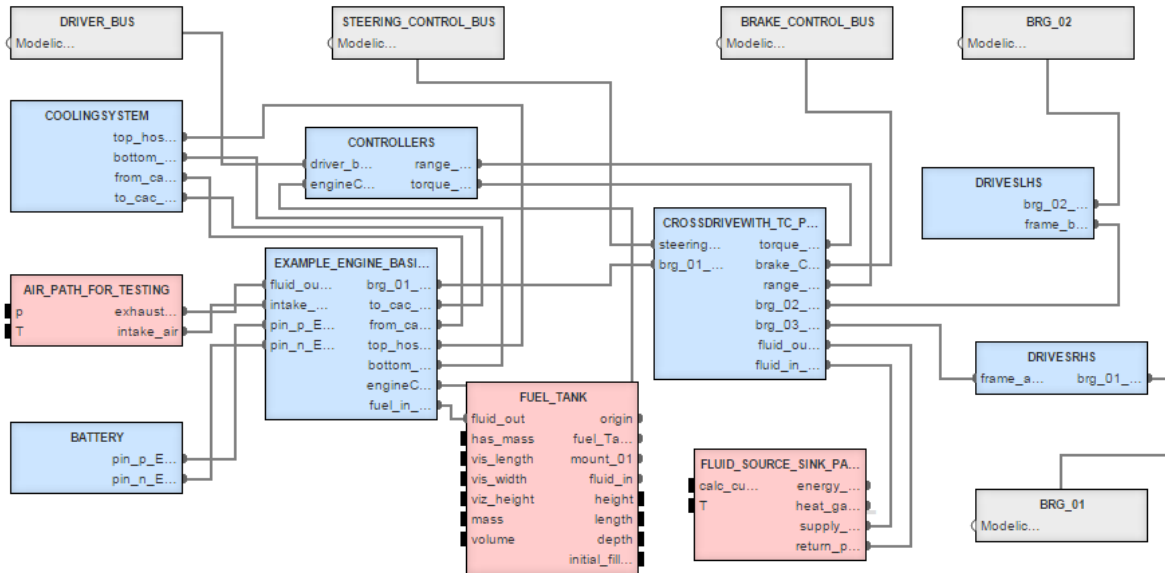 DRIVER_BUS
Modelic...
STEERING_CONTROL_BUS
Modelic...
BRAKE_CONTROL_BUS
Modelic...
BRG_02
Modelic...
COOLINGSYSTEM
top_hos...
bottom_...
from_ca...
to_cac_...
CONTROLLERS
driver_b... range_...
engineC... torque_...
DRIVESLHS
brg_02_...
frame_b...
CROSSDRIVEWITH_TC_P...
steering... torque_...
brg_01_... brake_C...
range_...
brg_02_...
brg_03_...
fluid_ou...
fluid_in_...
EXAMPLE_ENGINE_BASI...
fluid_ou... brg_01_...
intake_... to_cac_...
pin_p_E... from_ca...
pin_n_E... top_hos...
bottom_...
engineC...
fuel_in_...
AIR_PATH_FOR_TESTING
p exhaust...
T intake_air
DRIVESRHS
frame_a... brg_01_...
FUEL_TANK
fluid_out origin
has_mass fuel_Ta...
vis_length mount_01
vis_width fluid_in
viz_height height
mass length
volume depth
initial_fill...
BATTERY
pin_p_E...
pin_n_E...
FLUID_SOURCE_SINK_PA...
calc_cu... energy_...
T heat_ga...
supply_...
return_p...
BRG_01
Modelic...